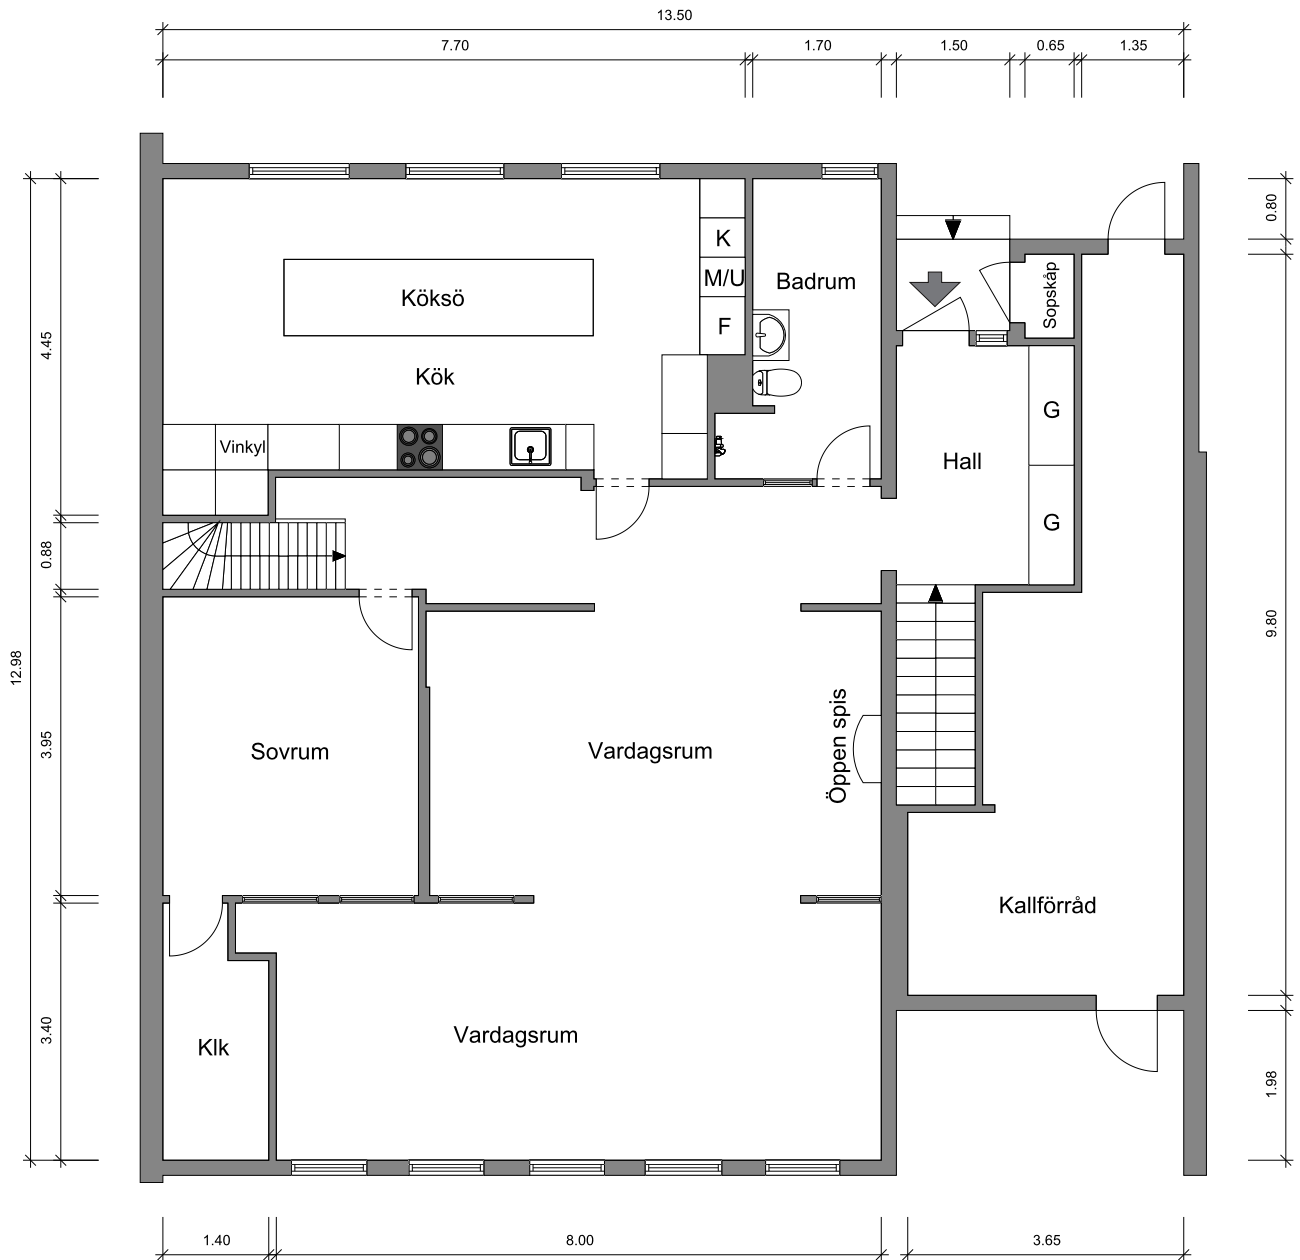 13.50
7.70
1.70
1.50
0.65
1.35
0.80
K
M/U
Badrum
Sopskåp
Köksö
F
4.45
Kök
G
Vinkyl
Hall
G
0.88
9.80
12.98
3.95
Sovrum
Vardagsrum
Öppen spis
Kallförråd
3.40
Klk
Vardagsrum
1.98
1.40
8.00
3.65